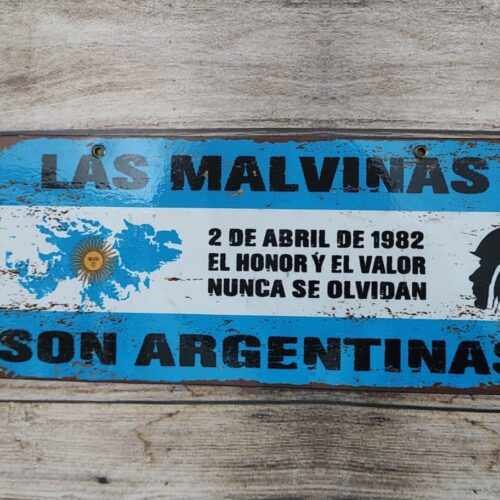 LAS MALVINAS
2 DE ABRIL DE 1982
EL HONOR Y EL VALOR
NUNCA SE OLVIDAN
SON ARGENTINAS